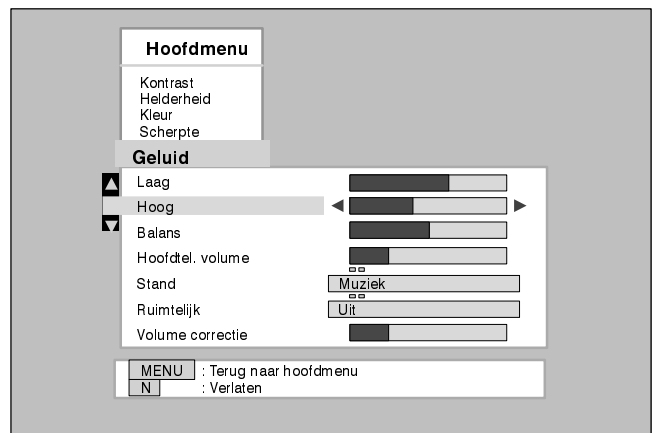 Hoofdmenu
Kontrast
Helderheid
Kleur
Scherpte
Geluid
Laag
Hoog
Balans
Hoofdtel. volume
Stand Muziek
Ruimtelijk Uit
Volume correctie
MENU : Terug naar hoofdmenu
N : Verlaten